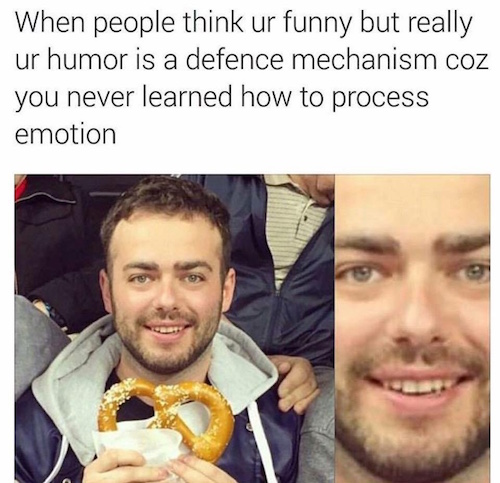 When people think ur funny but really
ur humor is a defence mechanism coz
you never learned how to process
emotion